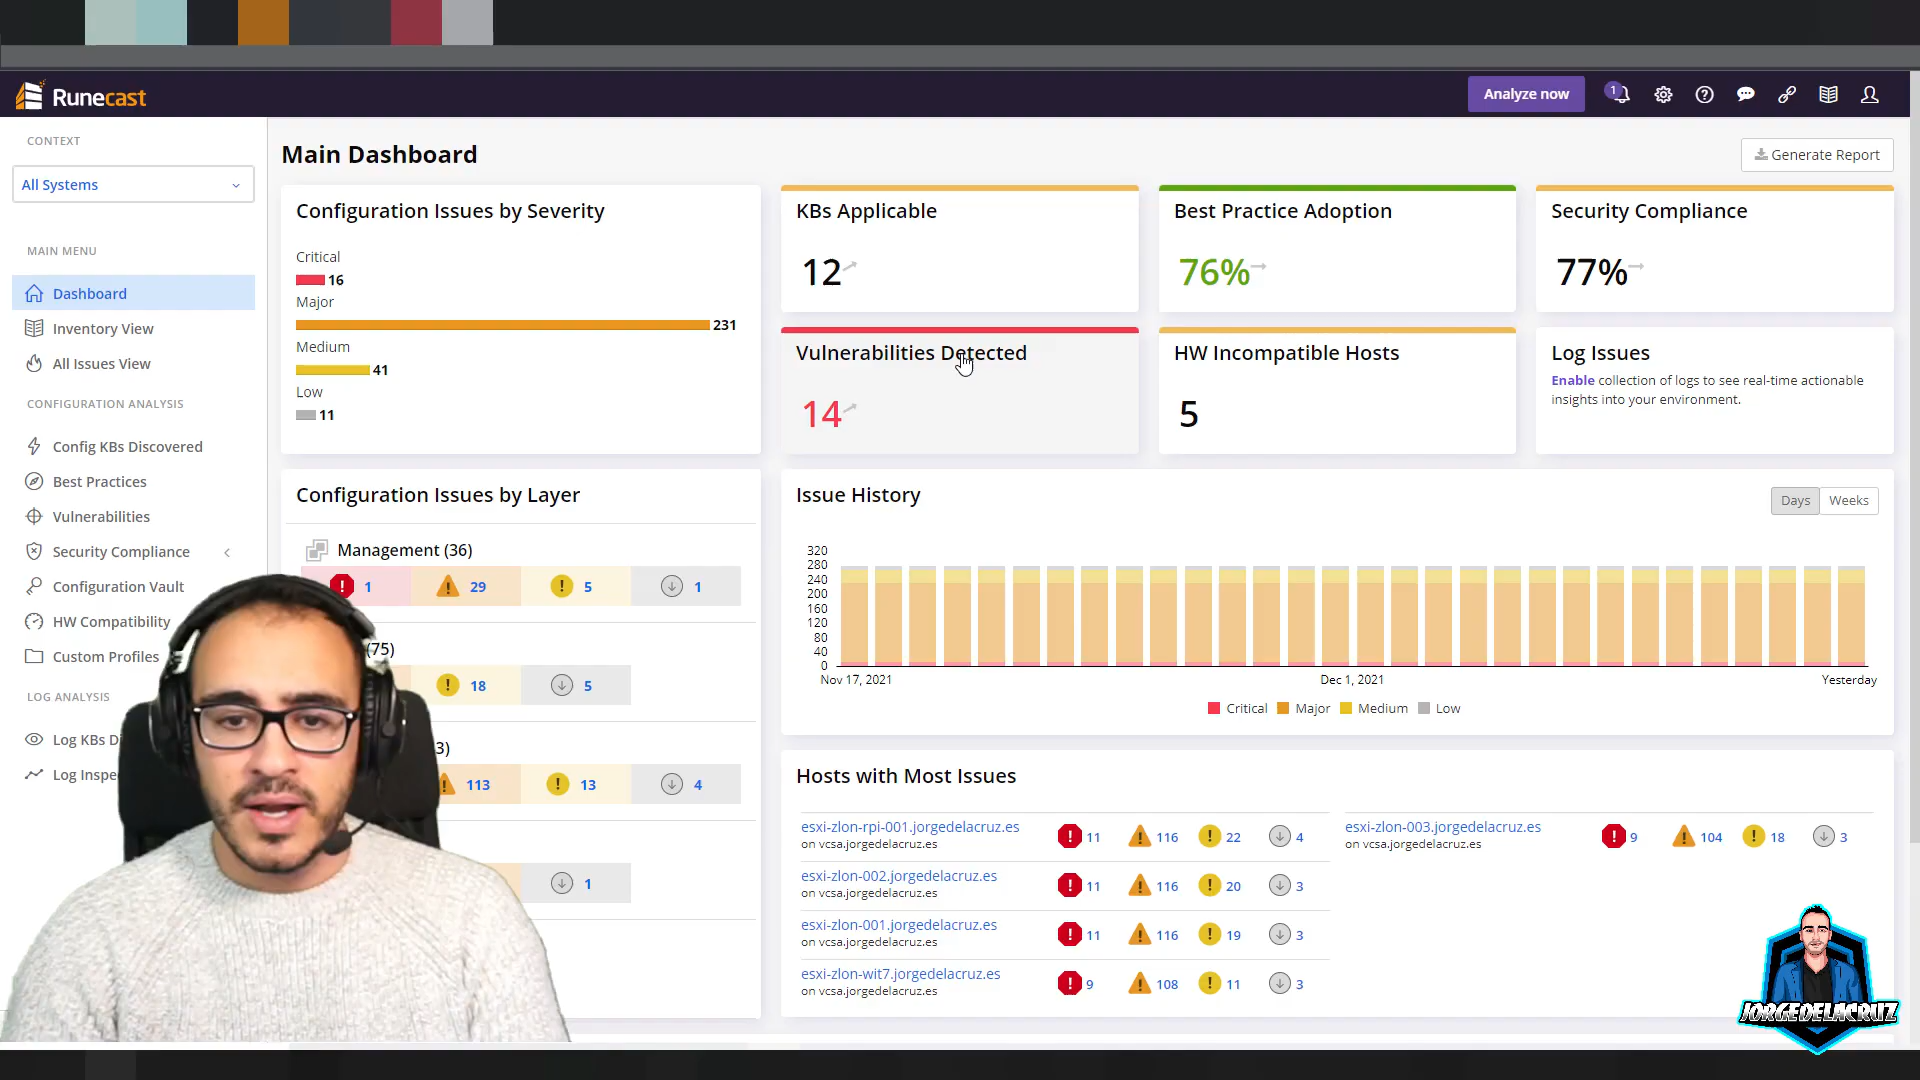 Runecast
Analyze now
1
CONTEXT
All Systems
MAIN MENU
Dashboard
Inventory View
All Issues View
CONFIGURATION ANALYSIS
Config KBs Discovered
Best Practices
Vulnerabilities
Security Compliance
Configuration Vault
HW Compatibility
Custom Profiles
LOG ANALYSIS
Log KBs D
Log Inspe
Main Dashboard
Generate Report
Configuration Issues by Severity
Critical
16
Major
231
Medium
41
Low
11
KBs Applicable
12
Best Practice Adoption
76%
Security Compliance
77%
Vulnerabilities Detected
14
HW Incompatible Hosts
5
Log Issues
Enable collection of logs to see real-time actionable
insights into your environment.
Configuration Issues by Layer
Management (36)
1 29 5 1
(75)
18 5
3)
113 13 4
1
Issue History
Days Weeks
320
280
240
200
160
120
80
40
0
Nov 17, 2021 Dec 1, 2021 Yesterday
Critical Major Medium Low
Hosts with Most Issues
esxi-zlon-rpi-001.jorgedelacruz.es 11 116 22 4
on vcsa.jorgedelacruz.es
esxi-zlon-002.jorgedelacruz.es 11 116 20 3
on vcsa.jorgedelacruz.es
esxi-zlon-001.jorgedelacruz.es 11 116 19 3
on vcsa.jorgedelacruz.es
esxi-zlon-wit7.jorgedelacruz.es 9 108 11 3
on vcsa.jorgedelacruz.es
esxi-zlon-003.jorgedelacruz.es 9 104 18 3
on vcsa.jorgedelacruz.es
JORGEDELACRUZ